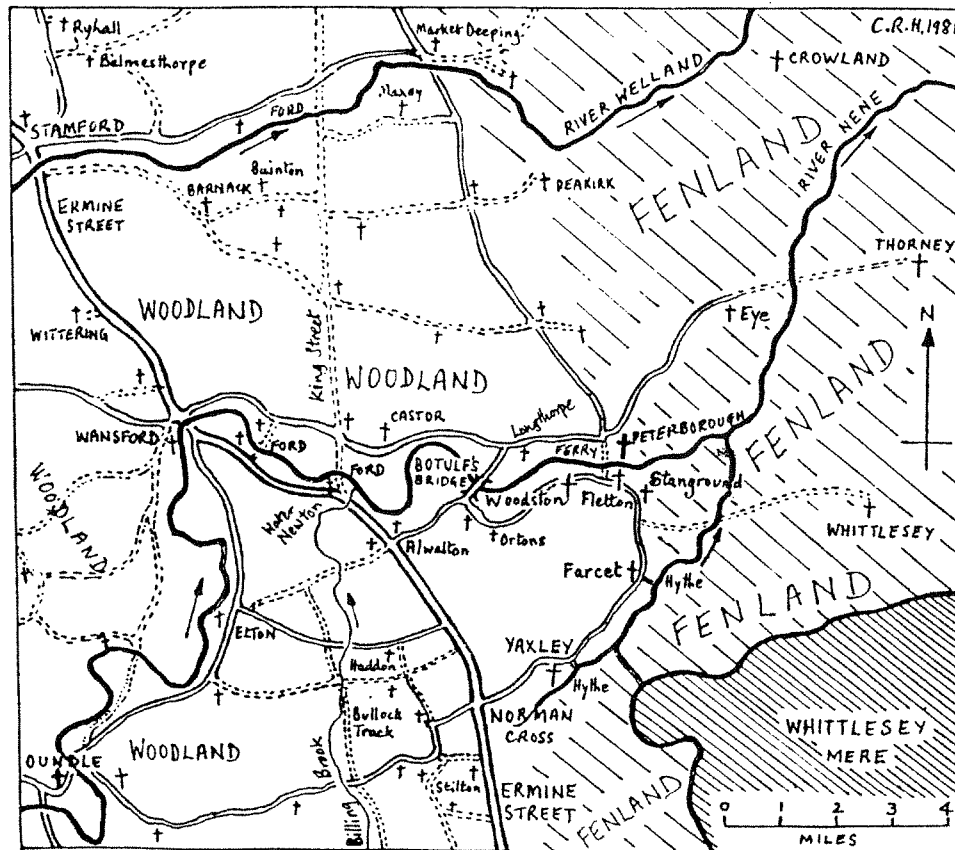 C.R.H, 1981
Ryhall
Belmesthorpe
Market Deeping
CROWLAND
RIVER WELLAND
RIVER NENE
Maxey
FORD
STAMFORD
FENLAND
Bainton
BARNACK
DEAKIRK
ERMINE
STREET
THORNEY
WOODLAND
WITTERING
Eye
N
King Street
WOODLAND
FENLAND
CASTOR
Longthorpe
WANSFORD
FORD
FORD
BOTULF'S
BRIDGE
FERRY
PETERBOROUGH
WOODLAND
Water
Newton
Woodston
Fletton
Stanground
Alwalton
Ortons
WHITTLESEY
Farcet
Hythe
FENLAND
ELTON
YAXLEY
Haddon
Hythe
Bullock
Track
NORMAN
CROSS
WHITTLESEY
MERE
OUNDLE
WOODLAND
Billing Brook
Stilton
ERMINE
STREET
FENLAND
0 1 2 3 4
MILES